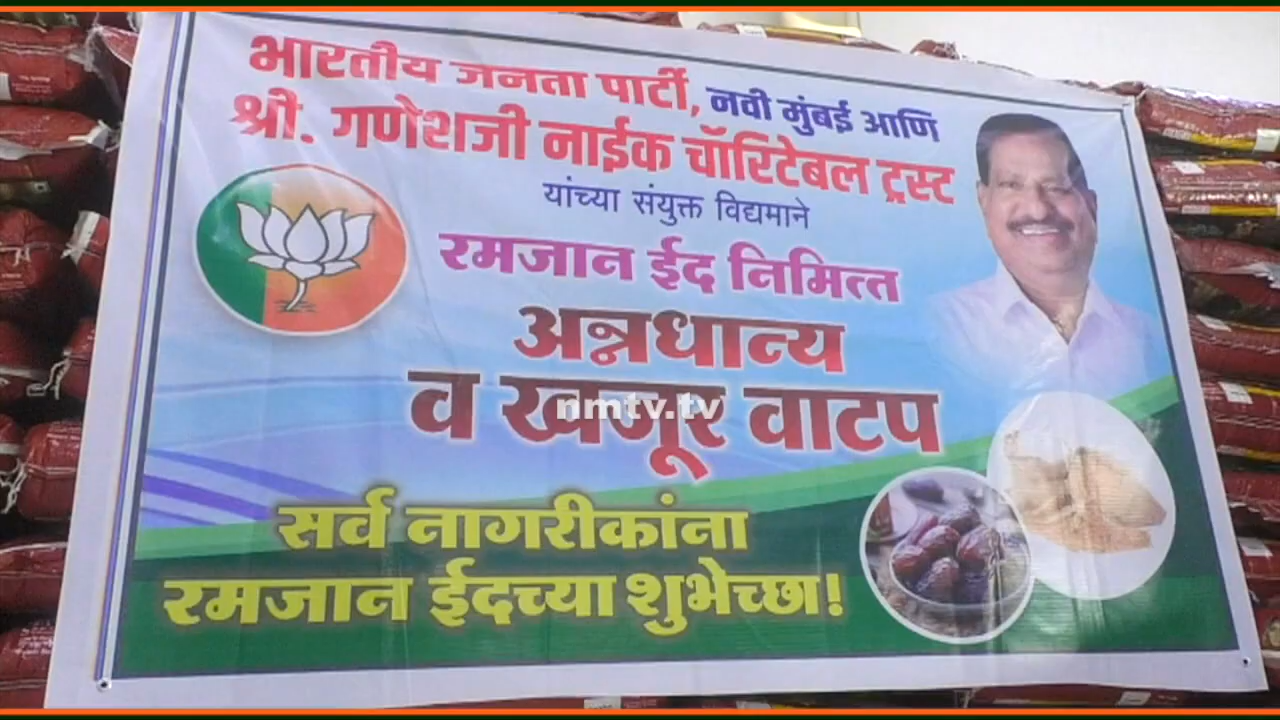 भारतीय जनता पार्टी, नवी मुंबई आणि
श्री. गणेशजी नाईक चॉरिटेबल ट्रस्ट
यांच्या संयुक्त विद्यमाने
रमजान ईद निमित्त
अन्नधान्य
व खजूर वाटप
nmtv.tv
सर्व नागरीकांना
रमजान ईदच्या शुभेच्छा!